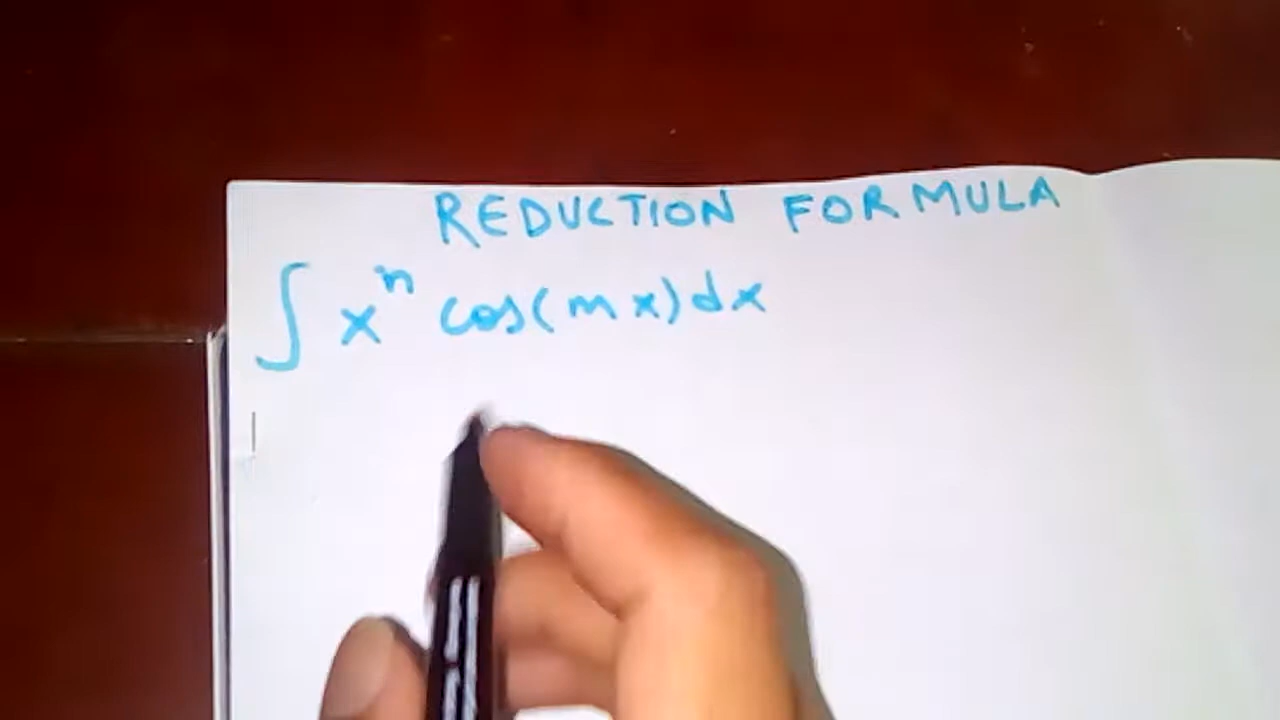 REDUCTION FORMULA
∫ xⁿ cos(mx)dx